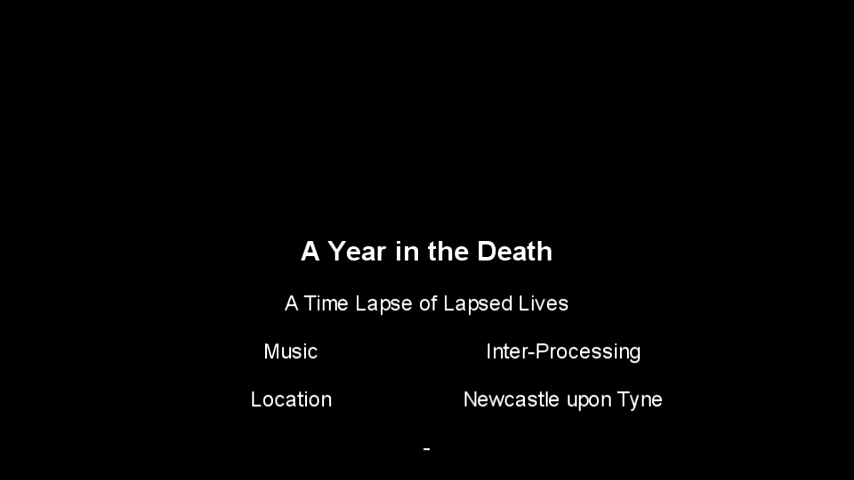 A Year in the Death
A Time Lapse of Lapsed Lives
Music Inter-Processing
Location Newcastle upon Tyne
-